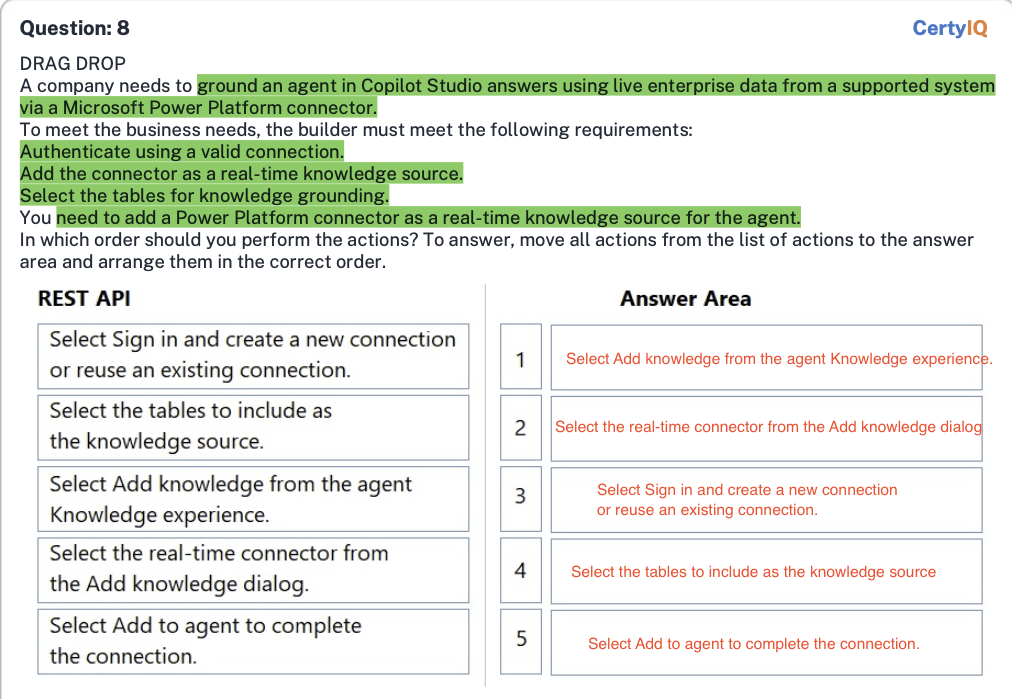 Question: 8
CertyIQ
DRAG DROP
A company needs to ground an agent in Copilot Studio answers using live enterprise data from a supported system
via a Microsoft Power Platform connector.
To meet the business needs, the builder must meet the following requirements:
Authenticate using a valid connection.
Add the connector as a real-time knowledge source.
Select the tables for knowledge grounding.
You need to add a Power Platform connector as a real-time knowledge source for the agent.
In which order should you perform the actions? To answer, move all actions from the list of actions to the answer
area and arrange them in the correct order.
REST API
Select Sign in and create a new connection
or reuse an existing connection.
Select the tables to include as
the knowledge source.
Select Add knowledge from the agent
Knowledge experience.
Select the real-time connector from
the Add knowledge dialog.
Select Add to agent to complete
the connection.
Answer Area
1
Select Add knowledge from the agent Knowledge experience.
2
Select the real-time connector from the Add knowledge dialog
3
Select Sign in and create a new connection
or reuse an existing connection.
4
Select the tables to include as the knowledge source
5
Select Add to agent to complete the connection.